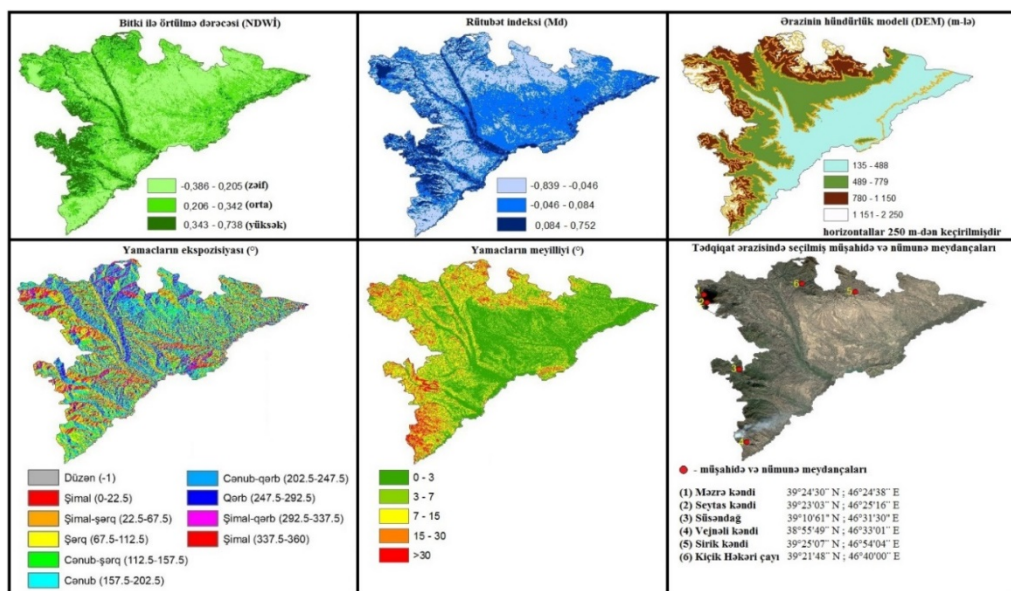 Bitki ilə örtülmə dərəcəsi (NDWİ)
-0,386 - 0,205 (zəif)
0,206 - 0,342 (orta)
0,343 - 0,738 (yüksək)
Rütubət indeksi (Md)
-0,839 - -0,046
-0,046 - 0,084
0,084 - 0,752
Ərazinin hündürlük modeli (DEM) (m-lə)
135 - 488
489 - 779
780 - 1 150
1 151 - 2 250
horizontallar 250 m-dən keçirilmişdir
Yamacların ekspozisiyası (°)
Düzən (-1)
Şimal (0-22.5)
Şimal-şərq (22.5-67.5)
Şərq (67.5-112.5)
Cənub-şərq (112.5-157.5)
Cənub (157.5-202.5)
Cənub-qərb (202.5-247.5)
Qərb (247.5-292.5)
Şimal-qərb (292.5-337.5)
Şimal (337.5-360)
Yamacların meyilliyi (°)
0 - 3
3 - 7
7 - 15
15 - 30
>30
Tədqiqat ərazisində seçilmiş müşahidə və nümunə meydançaları
- müşahidə və nümunə meydançaları
(1) Məzrə kəndi 39°24'30¨ N ; 46°24'38¨ E
(2) Seytas kəndi 39°23'03¨ N ; 46°25'16¨ E
(3) Süsəndağ 39°10'61" N ; 46°31'30" E
(4) Vejnəli kəndi 38°55'49¨ N ; 46°33'01¨ E
(5) Sirik kəndi 39°25'07¨ N ; 46°54'04¨ E
(6) Kiçik Həkəri çayı 39°21'48¨ N ; 46°40'00¨ E